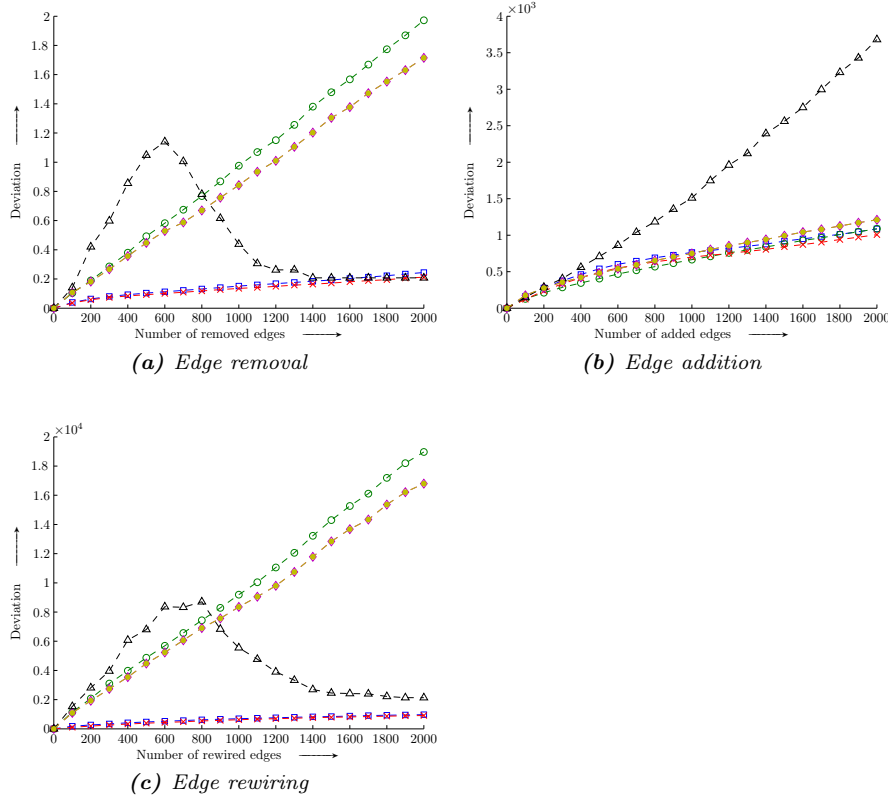 2
1.8
1.6
1.4
1.2
1
0.8
0.6
0.4
0.2
0
Deviation
0 200 400 600 800 1000 1200 1400 1600 1800 2000
Number of removed edges
(a) Edge removal
×10³
4
3.5
3
2.5
2
1.5
1
0.5
0
Deviation
0 200 400 600 800 1000 1200 1400 1600 1800 2000
Number of added edges
(b) Edge addition
×10⁴
2
1.8
1.6
1.4
1.2
1
0.8
0.6
0.4
0.2
0
Deviation
0 200 400 600 800 1000 1200 1400 1600 1800 2000
Number of rewired edges
(c) Edge rewiring